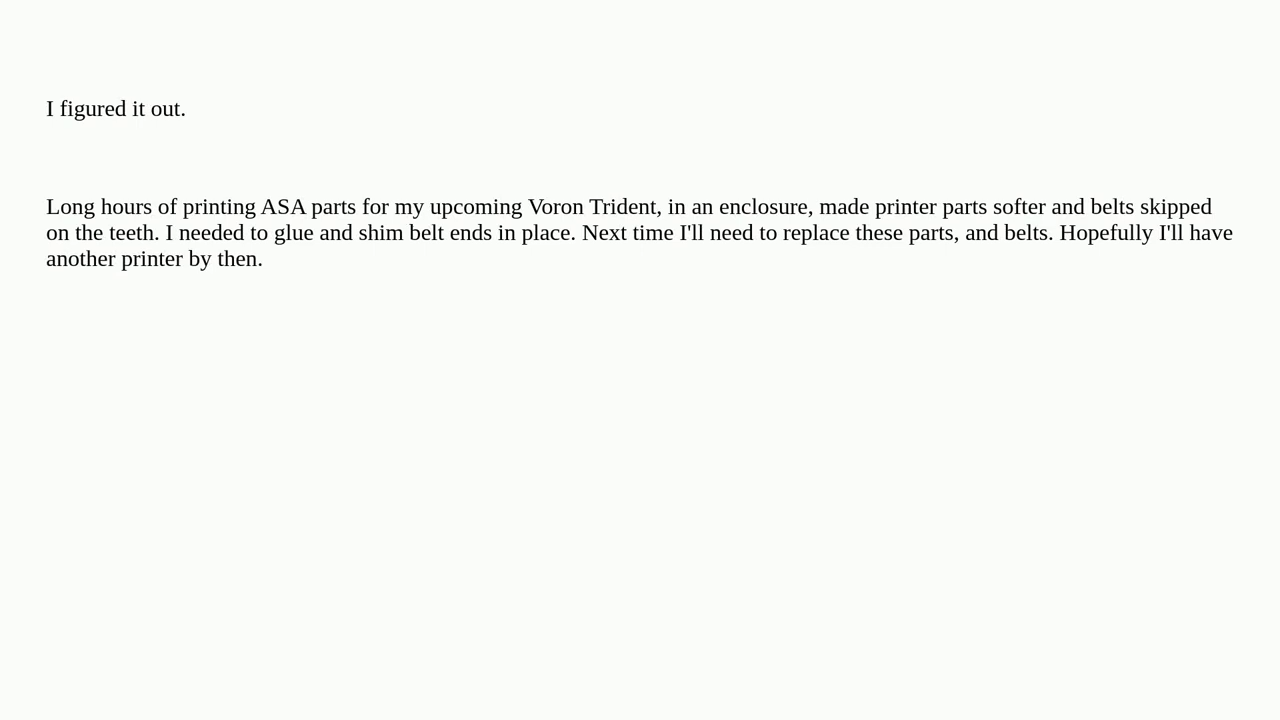 I figured it out.
Long hours of printing ASA parts for my upcoming Voron Trident, in an enclosure, made printer parts softer and belts skipped
on the teeth. I needed to glue and shim belt ends in place. Next time I'll need to replace these parts, and belts. Hopefully I'll have
another printer by then.